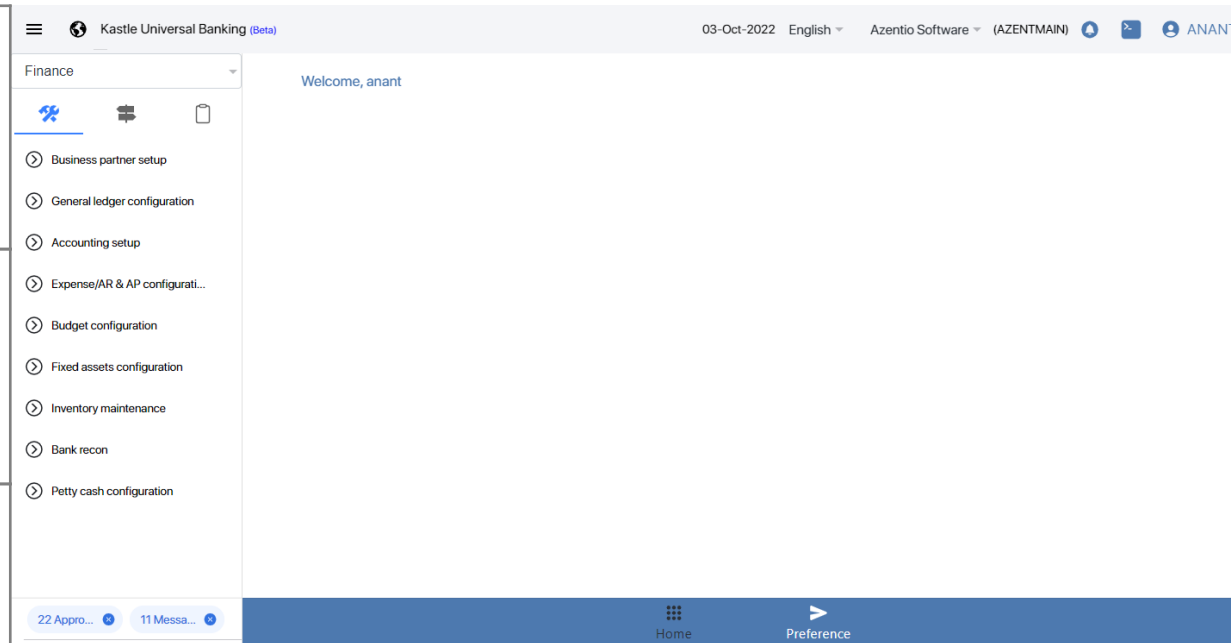 Kastle Universal Banking (Beta) 03-Oct-2022 English Azentio Software (AZENTMAIN) ANANT
Finance
Welcome, anant
Business partner setup
General ledger configuration
Accounting setup
Expense/AR & AP configurati...
Budget configuration
Fixed assets configuration
Inventory maintenance
Bank recon
Petty cash configuration
22 Appro... 11 Messa...
Home Preference